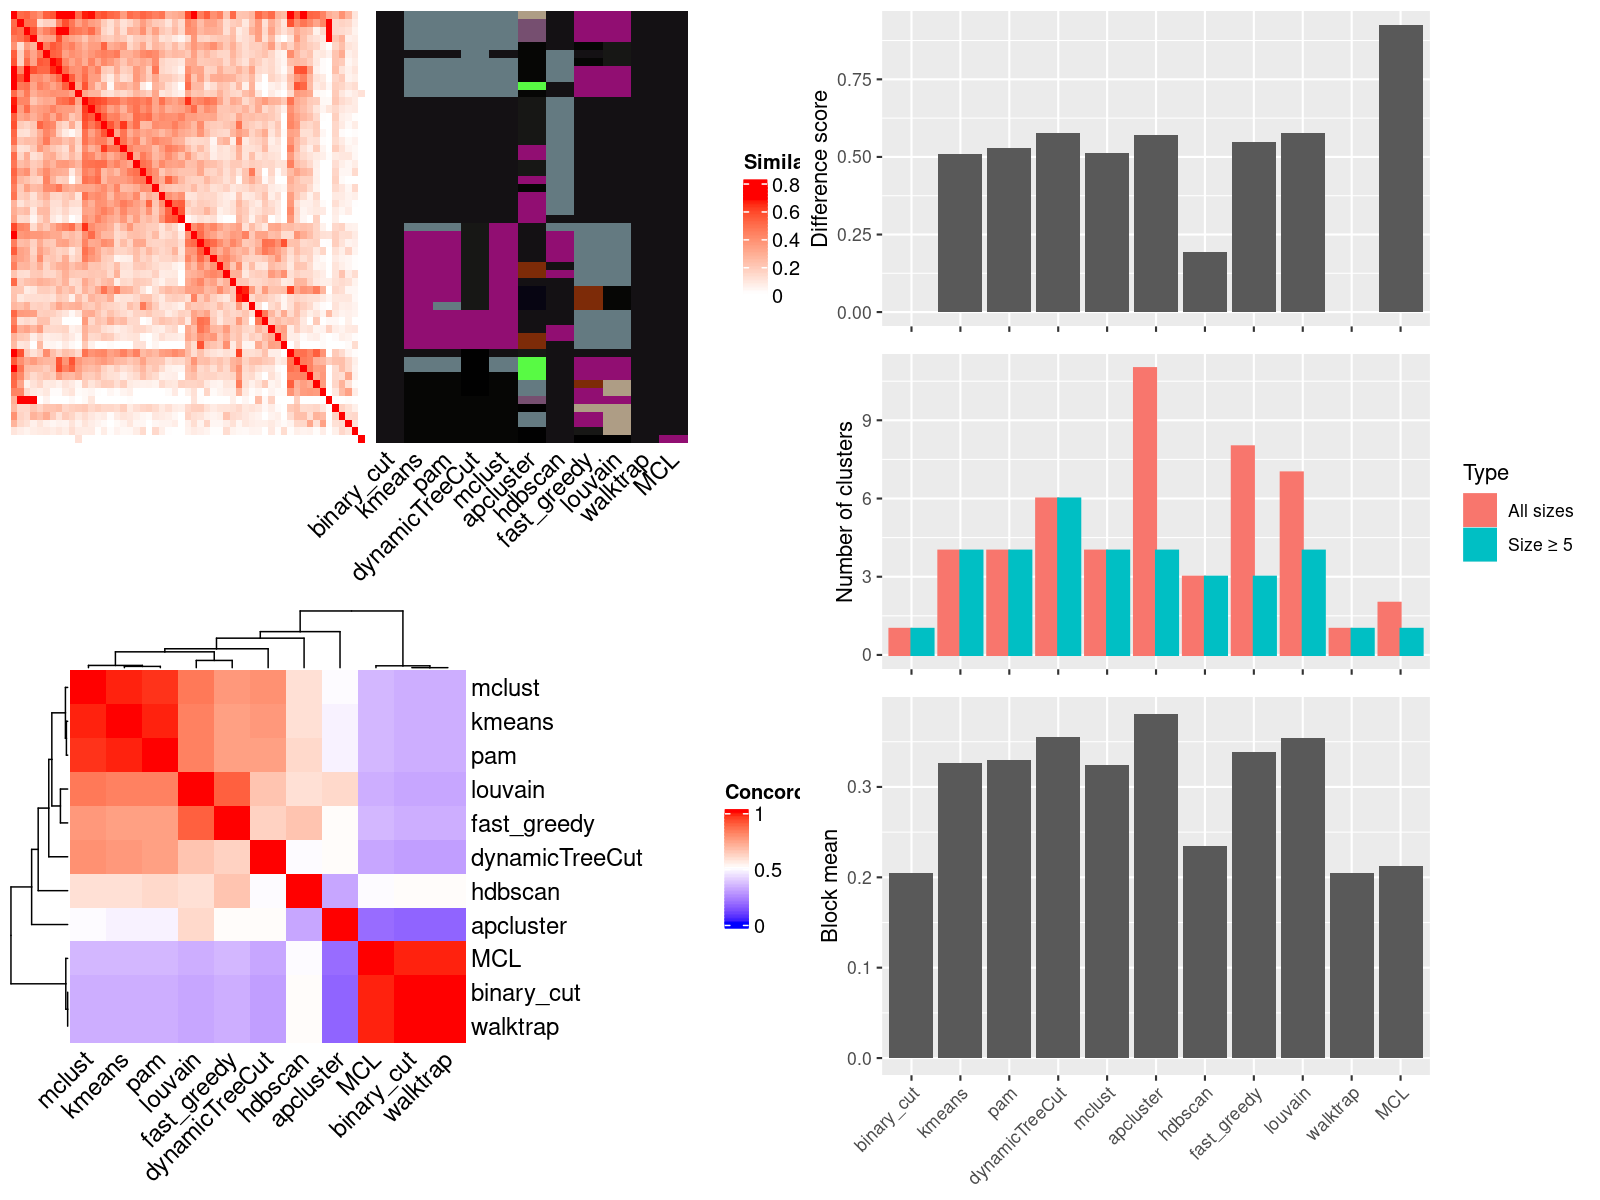 Simila
0.8
0.6
0.4
0.2
0
binary_cut
kmeans
pam
dynamicTreeCut
mclust
apcluster
hdbscan
fast_greedy
louvain
walktrap
MCL
mclust
kmeans
pam
louvain
fast_greedy
dynamicTreeCut
hdbscan
apcluster
MCL
binary_cut
walktrap
mclust
kmeans
pam
louvain
fast_greedy
dynamicTreeCut
hdbscan
apcluster
MCL
binary_cut
walktrap
Concord
1
0.5
0
Difference score
0.75
0.50
0.25
0.00
Number of clusters
9
6
3
0
Type
All sizes
Size ≥ 5
Block mean
0.3
0.2
0.1
0.0
binary_cut
kmeans
pam
dynamicTreeCut
mclust
apcluster
hdbscan
fast_greedy
louvain
walktrap
MCL